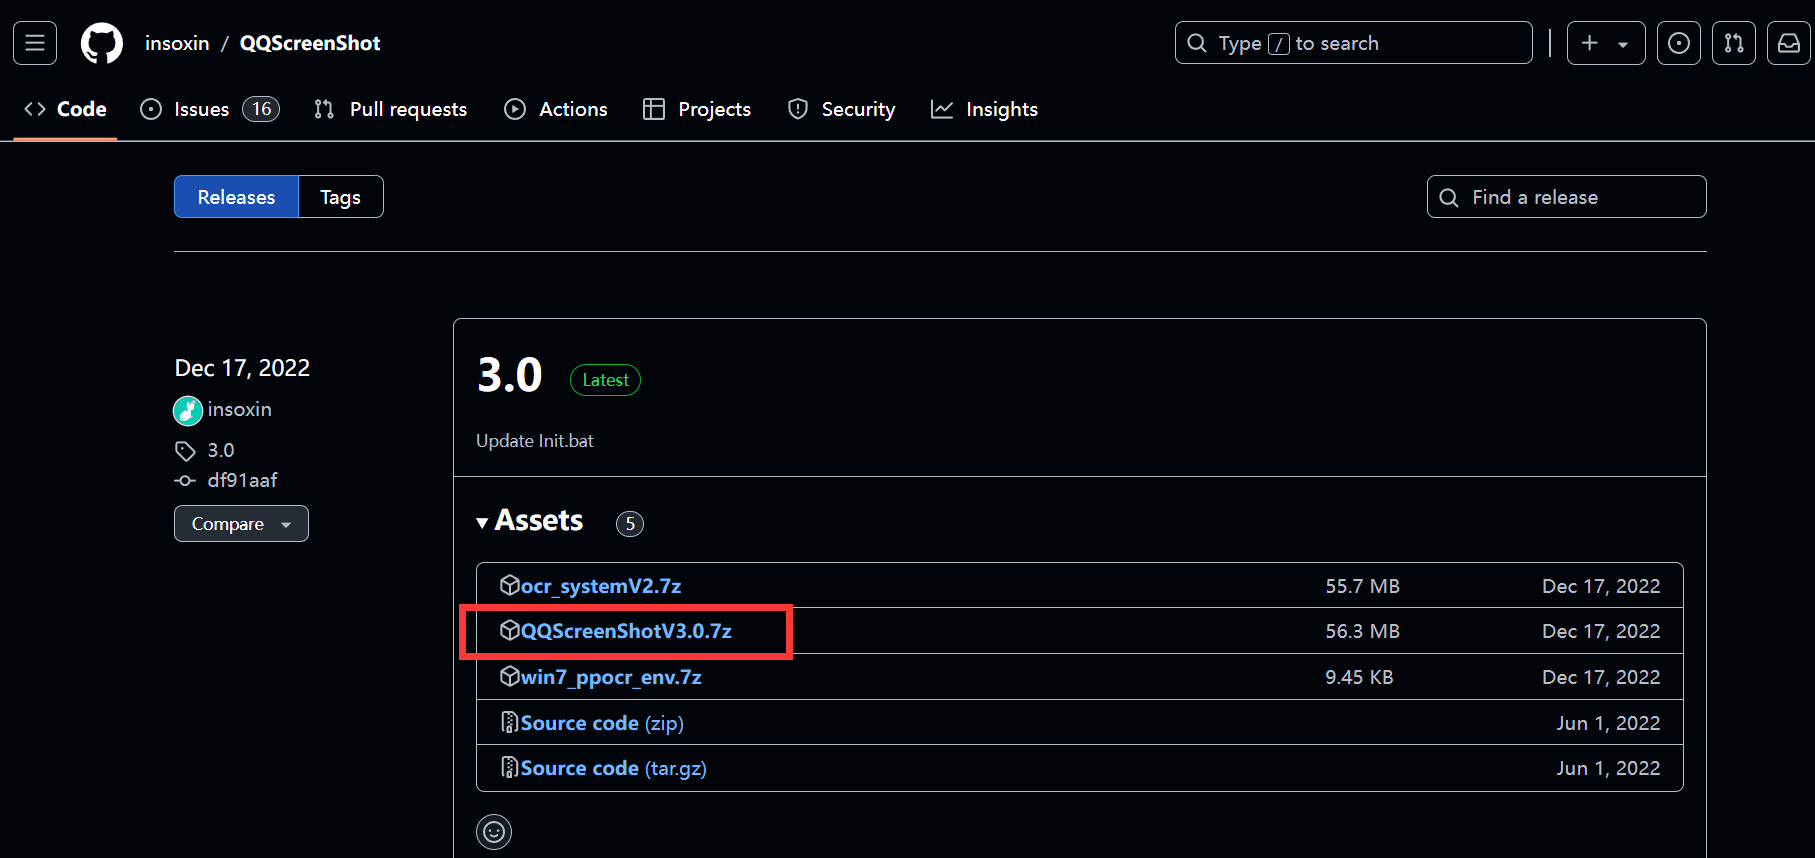 insoxin / QQScreenShot
Type / to search
Code
Issues 16
Pull requests
Actions
Projects
Security
Insights
Releases
Tags
Find a release
Dec 17, 2022
insoxin
3.0
df91aaf
Compare
3.0 Latest
Update Init.bat
Assets 5
ocr_systemV2.7z 55.7 MB Dec 17, 2022
QQScreenShotV3.0.7z 56.3 MB Dec 17, 2022
win7_ppocr_env.7z 9.45 KB Dec 17, 2022
Source code (zip) Jun 1, 2022
Source code (tar.gz) Jun 1, 2022